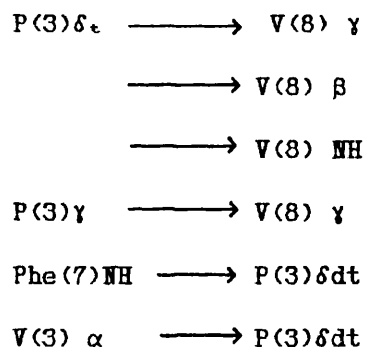 P(3)δₜ ⟶ V(8) γ
⟶ V(8) β
⟶ V(8) NH
P(3)γ ⟶ V(8) γ
Phe(7)NH ⟶ P(3)δdt
V(3) α ⟶ P(3)δdt